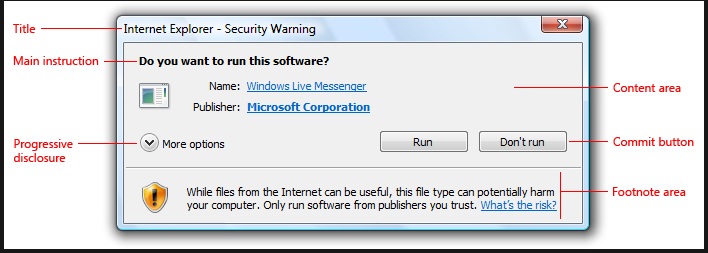 Title
Internet Explorer - Security Warning
Main instruction
Do you want to run this software?
Name: Windows Live Messenger
Content area
Publisher: Microsoft Corporation
Progressive
disclosure
More options
Run
Don't run
Commit button
While files from the Internet can be useful, this file type can potentially harm
your computer. Only run software from publishers you trust. What's the risk?
Footnote area